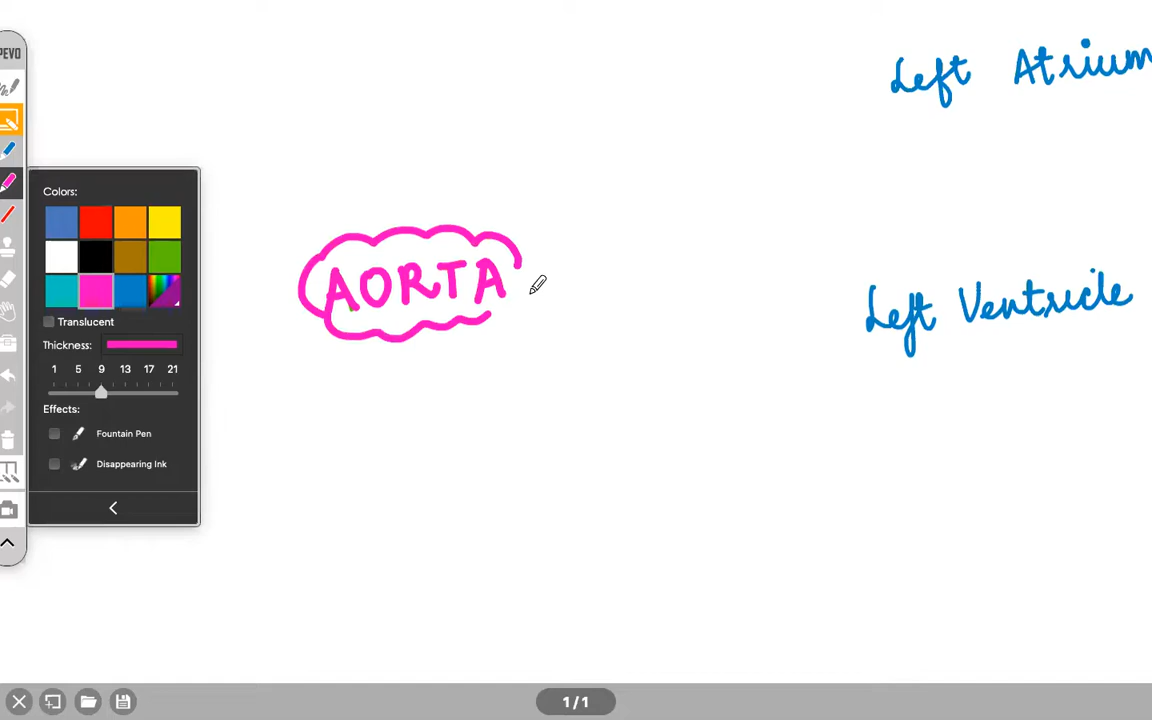 Left Atrium
PEVO
Colors:
AORTA
Left Ventricle
Translucent
Thickness:
1 5 9 13 17 21
Effects:
Fountain Pen
Disappearing Ink
1/1